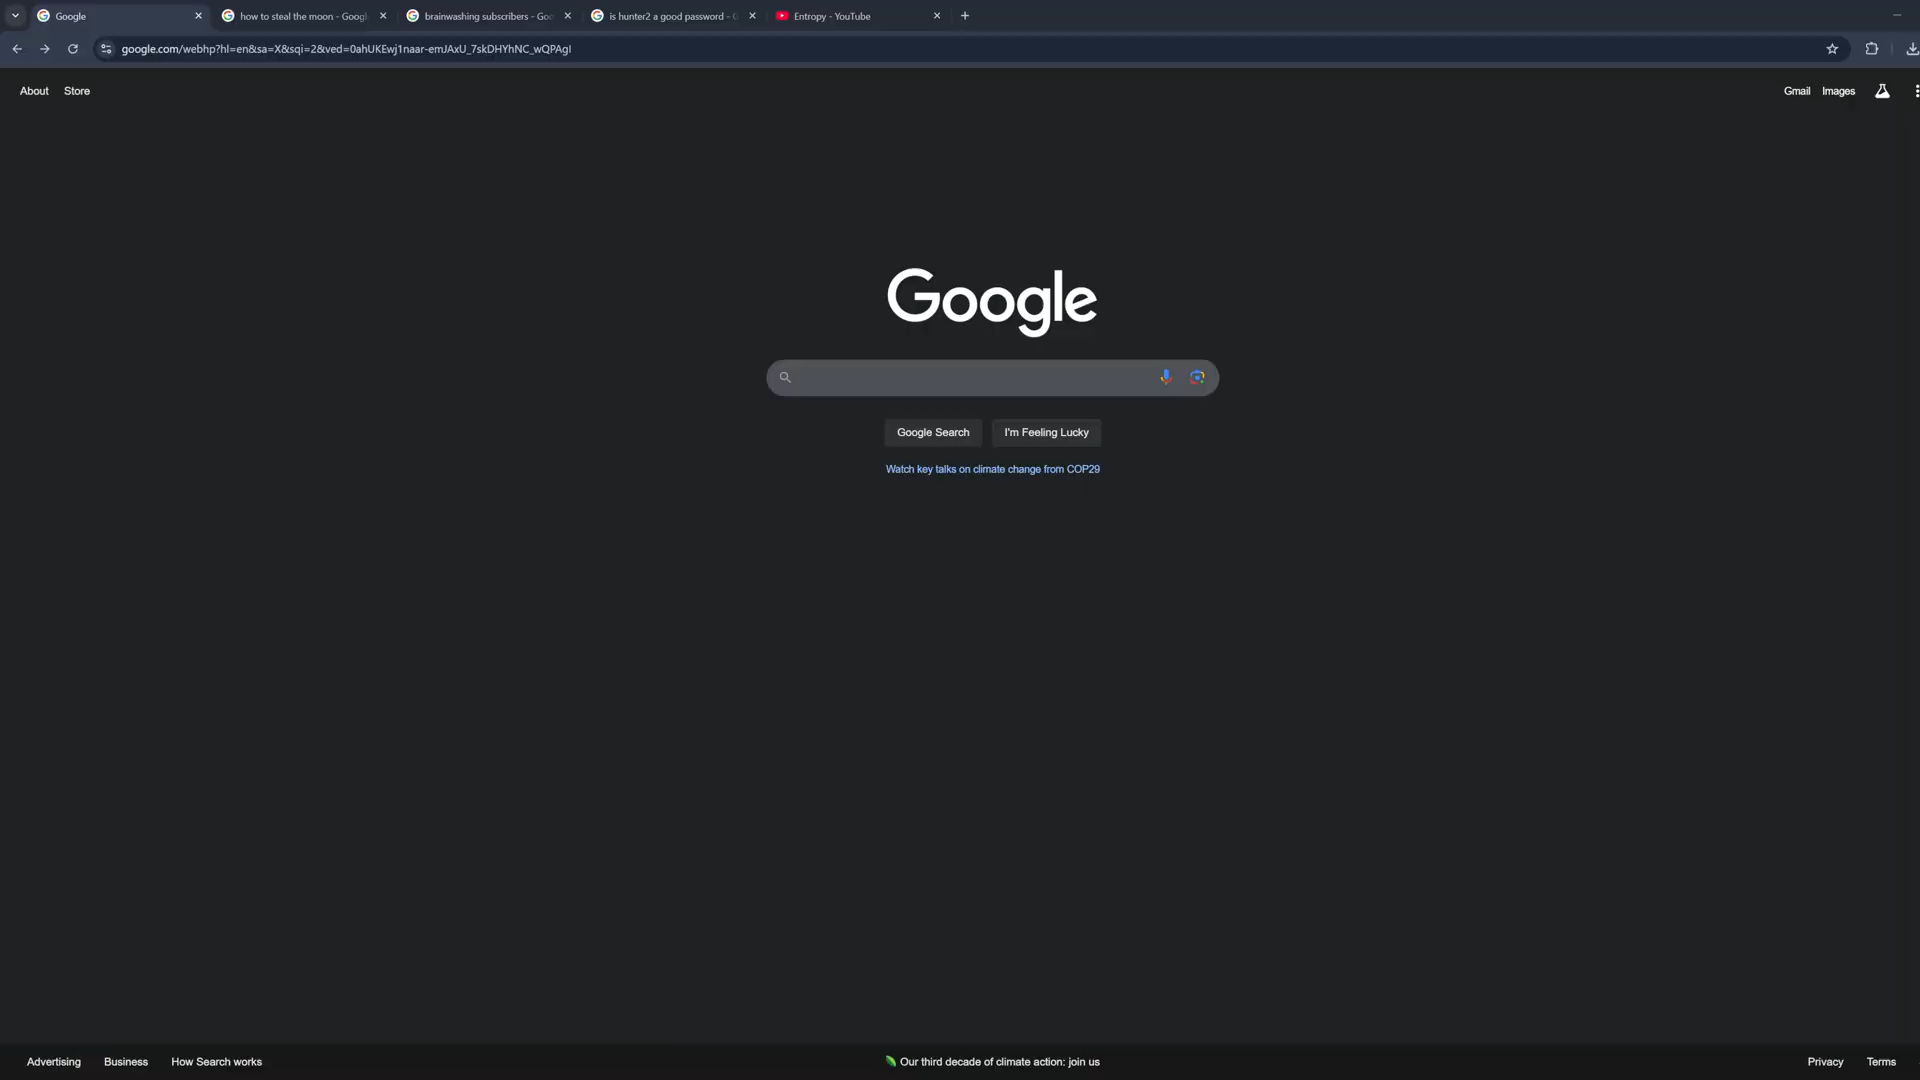 Google
how to steal the moon - Googl
brainwashing subscribers - Goo
is hunter2 a good password - G
Entropy - YouTube
google.com/webhp?hl=en&sa=X&sqi=2&ved=0ahUKEwj1naar-emJAxU_7skDHYhNC_wQPAgI
About
Store
Gmail
Images
Google
Google Search
I'm Feeling Lucky
Watch key talks on climate change from COP29
Advertising
Business
How Search works
Our third decade of climate action: join us
Privacy
Terms